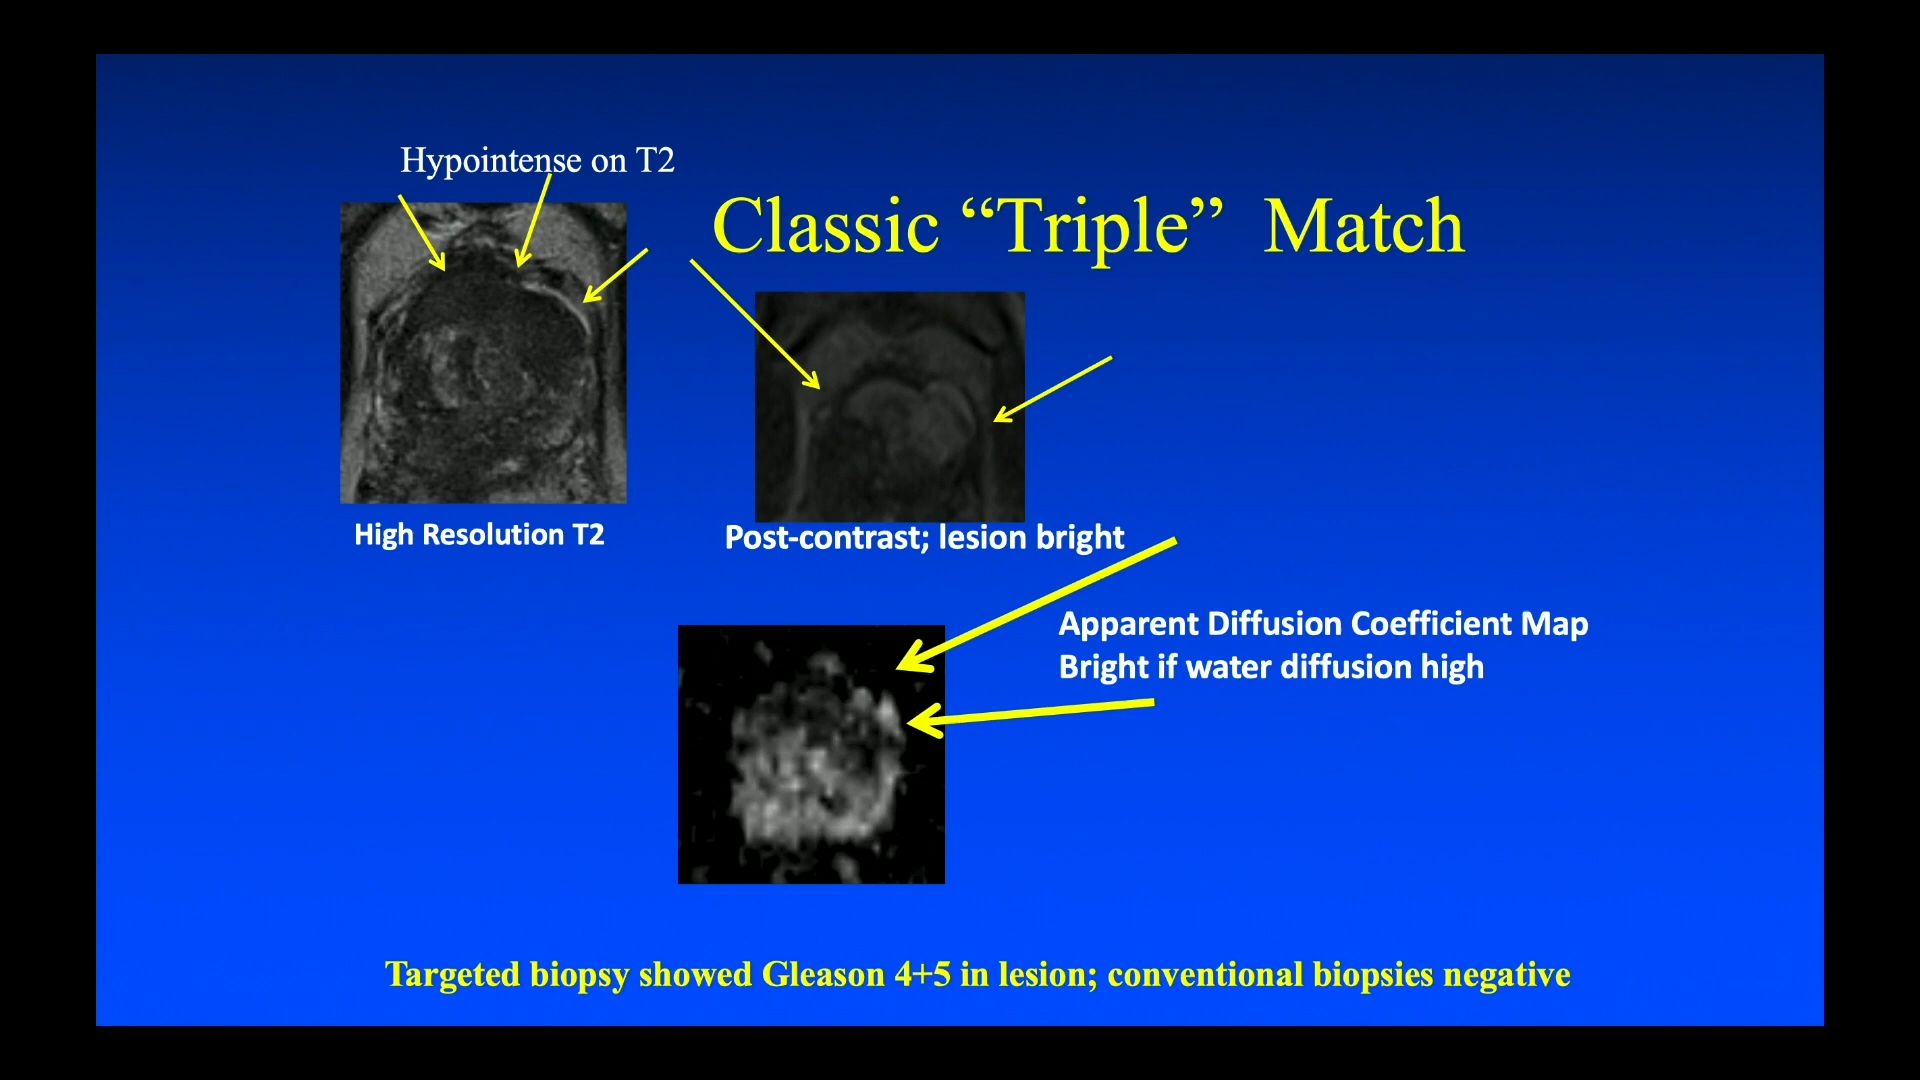 Hypointense on T2
Classic “Triple” Match
High Resolution T2
Post-contrast; lesion bright
Apparent Diffusion Coefficient Map
Bright if water diffusion high
Targeted biopsy showed Gleason 4+5 in lesion; conventional biopsies negative